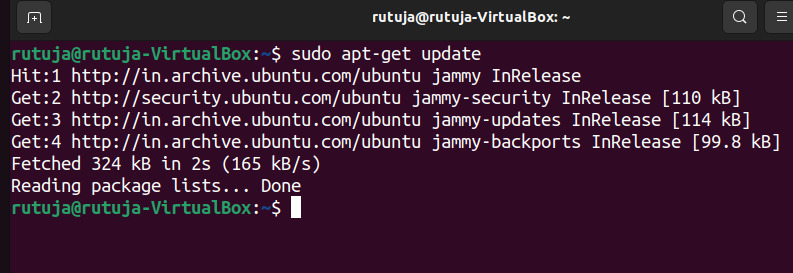 rutuja@rutuja-VirtualBox: ~
rutuja@rutuja-VirtualBox:~$ sudo apt-get update
Hit:1 http://in.archive.ubuntu.com/ubuntu jammy InRelease
Get:2 http://security.ubuntu.com/ubuntu jammy-security InRelease [110 kB]
Get:3 http://in.archive.ubuntu.com/ubuntu jammy-updates InRelease [114 kB]
Get:4 http://in.archive.ubuntu.com/ubuntu jammy-backports InRelease [99.8 kB]
Fetched 324 kB in 2s (165 kB/s)
Reading package lists... Done
rutuja@rutuja-VirtualBox:~$